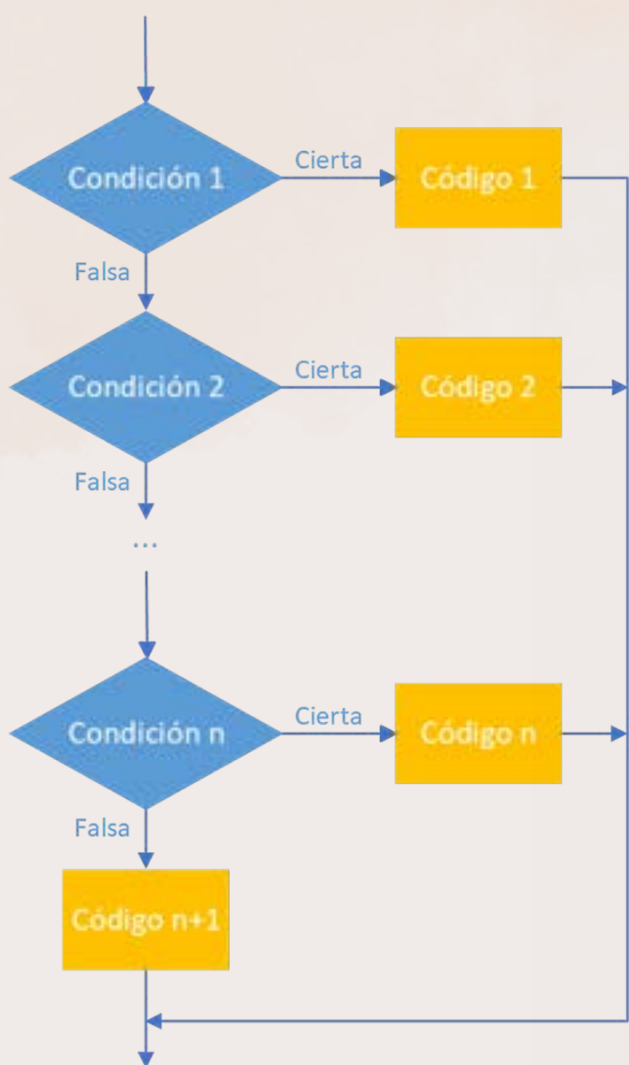 Condición 1
Cierta
Código 1
Falsa
Condición 2
Cierta
Código 2
Falsa
...
Condición n
Cierta
Código n
Falsa
Código n+1